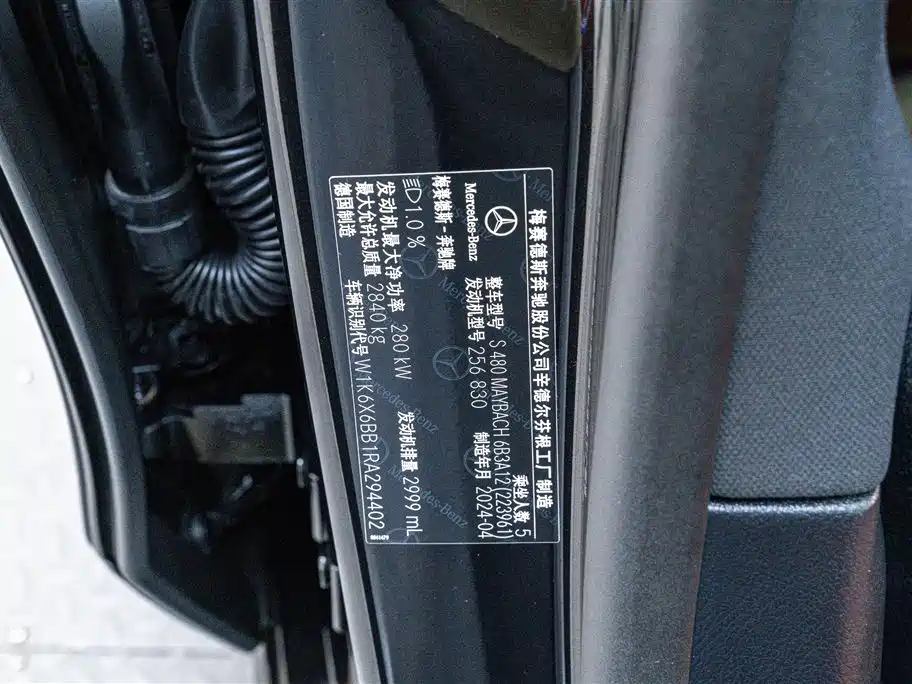 梅赛德斯奔驰股份公司辛德尔芬根工厂制造
乘坐人数 5
整车型号 S 480 MAYBACH 6B3A12(223961)
发动机型号 256 830 制造年月 2024-04
Mercedes-Benz
梅赛德斯-奔驰牌
1.0 %
发动机最大净功率 280 kW 发动机排量 2999 mL
最大允许总质量 2840 kg
车辆识别代号 W1K6X6BB1RA294402
德国制造